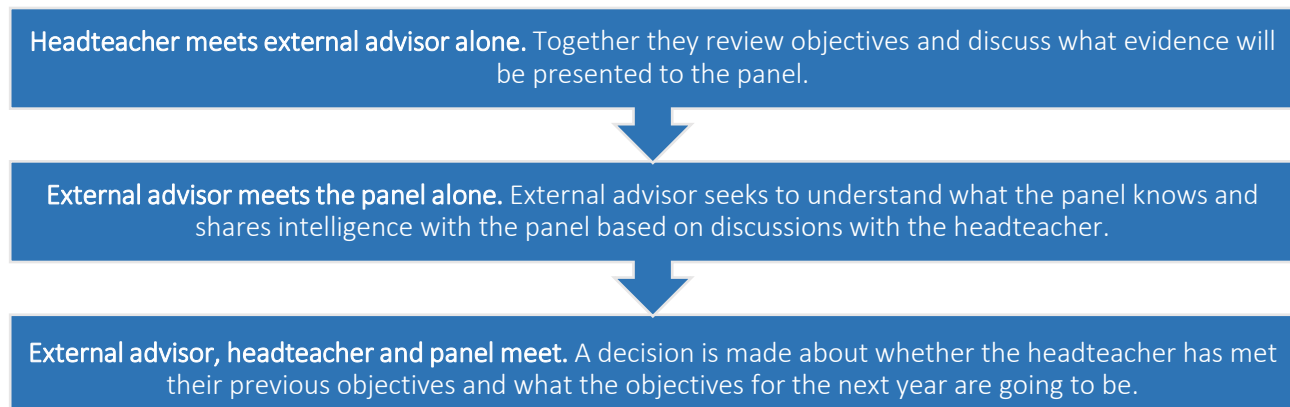 Headteacher meets external advisor alone. Together they review objectives and discuss what evidence will
be presented to the panel.
External advisor meets the panel alone. External advisor seeks to understand what the panel knows and
shares intelligence with the panel based on discussions with the headteacher.
External advisor, headteacher and panel meet. A decision is made about whether the headteacher has met
their previous objectives and what the objectives for the next year are going to be.